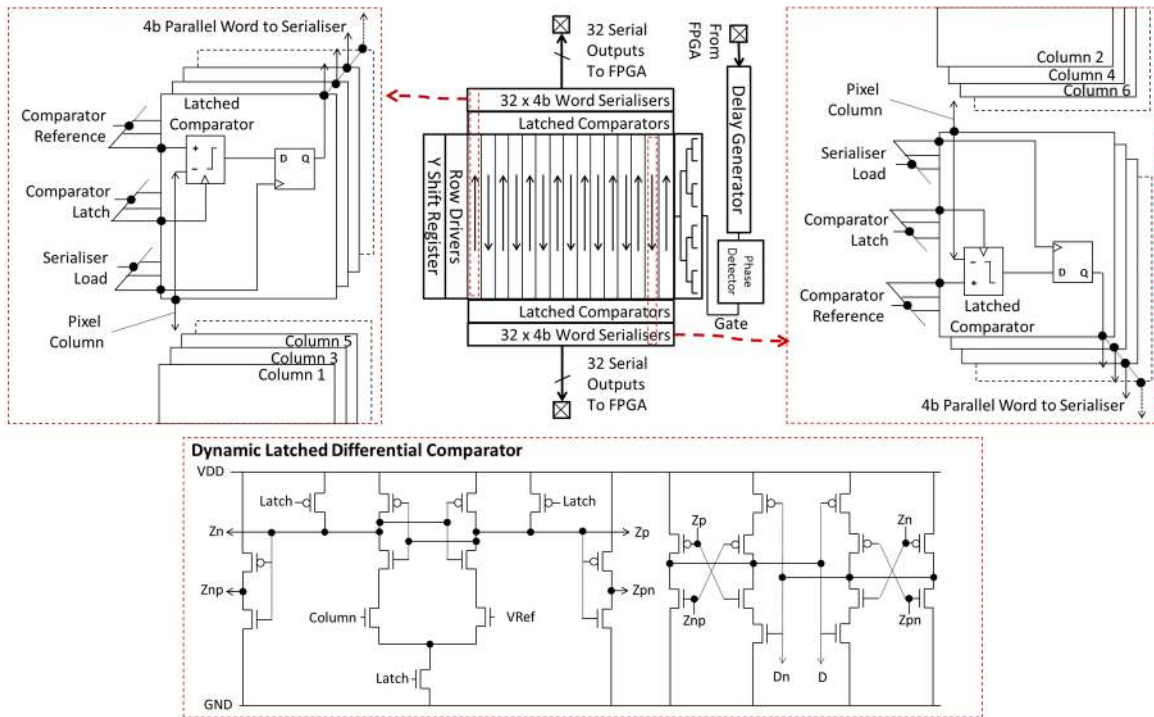 4b Parallel Word to Serialiser
Comparator
Reference
Latched
Comparator
+
−
D Q
Comparator
Latch
Serialiser
Load
Pixel
Column
Column 5
Column 3
Column 1
32 Serial
Outputs
To FPGA
From
FPGA
32 x 4b Word Serialisers
Latched Comparators
Y Shift Register
Row Drivers
Delay Generator
Phase
Detector
Gate
Latched Comparators
32 x 4b Word Serialisers
32 Serial
Outputs
To FPGA
Column 2
Column 4
Column 6
Pixel
Column
Serialiser
Load
Comparator
Latch
Comparator
Reference
−
+
D Q
Latched
Comparator
4b Parallel Word to Serialiser
Dynamic Latched Differential Comparator
VDD
Latch
Latch
Zn
Zp
Zp
Zn
Znp
Zpn
Column
VRef
Znp
Zpn
Latch
Dn
D
GND